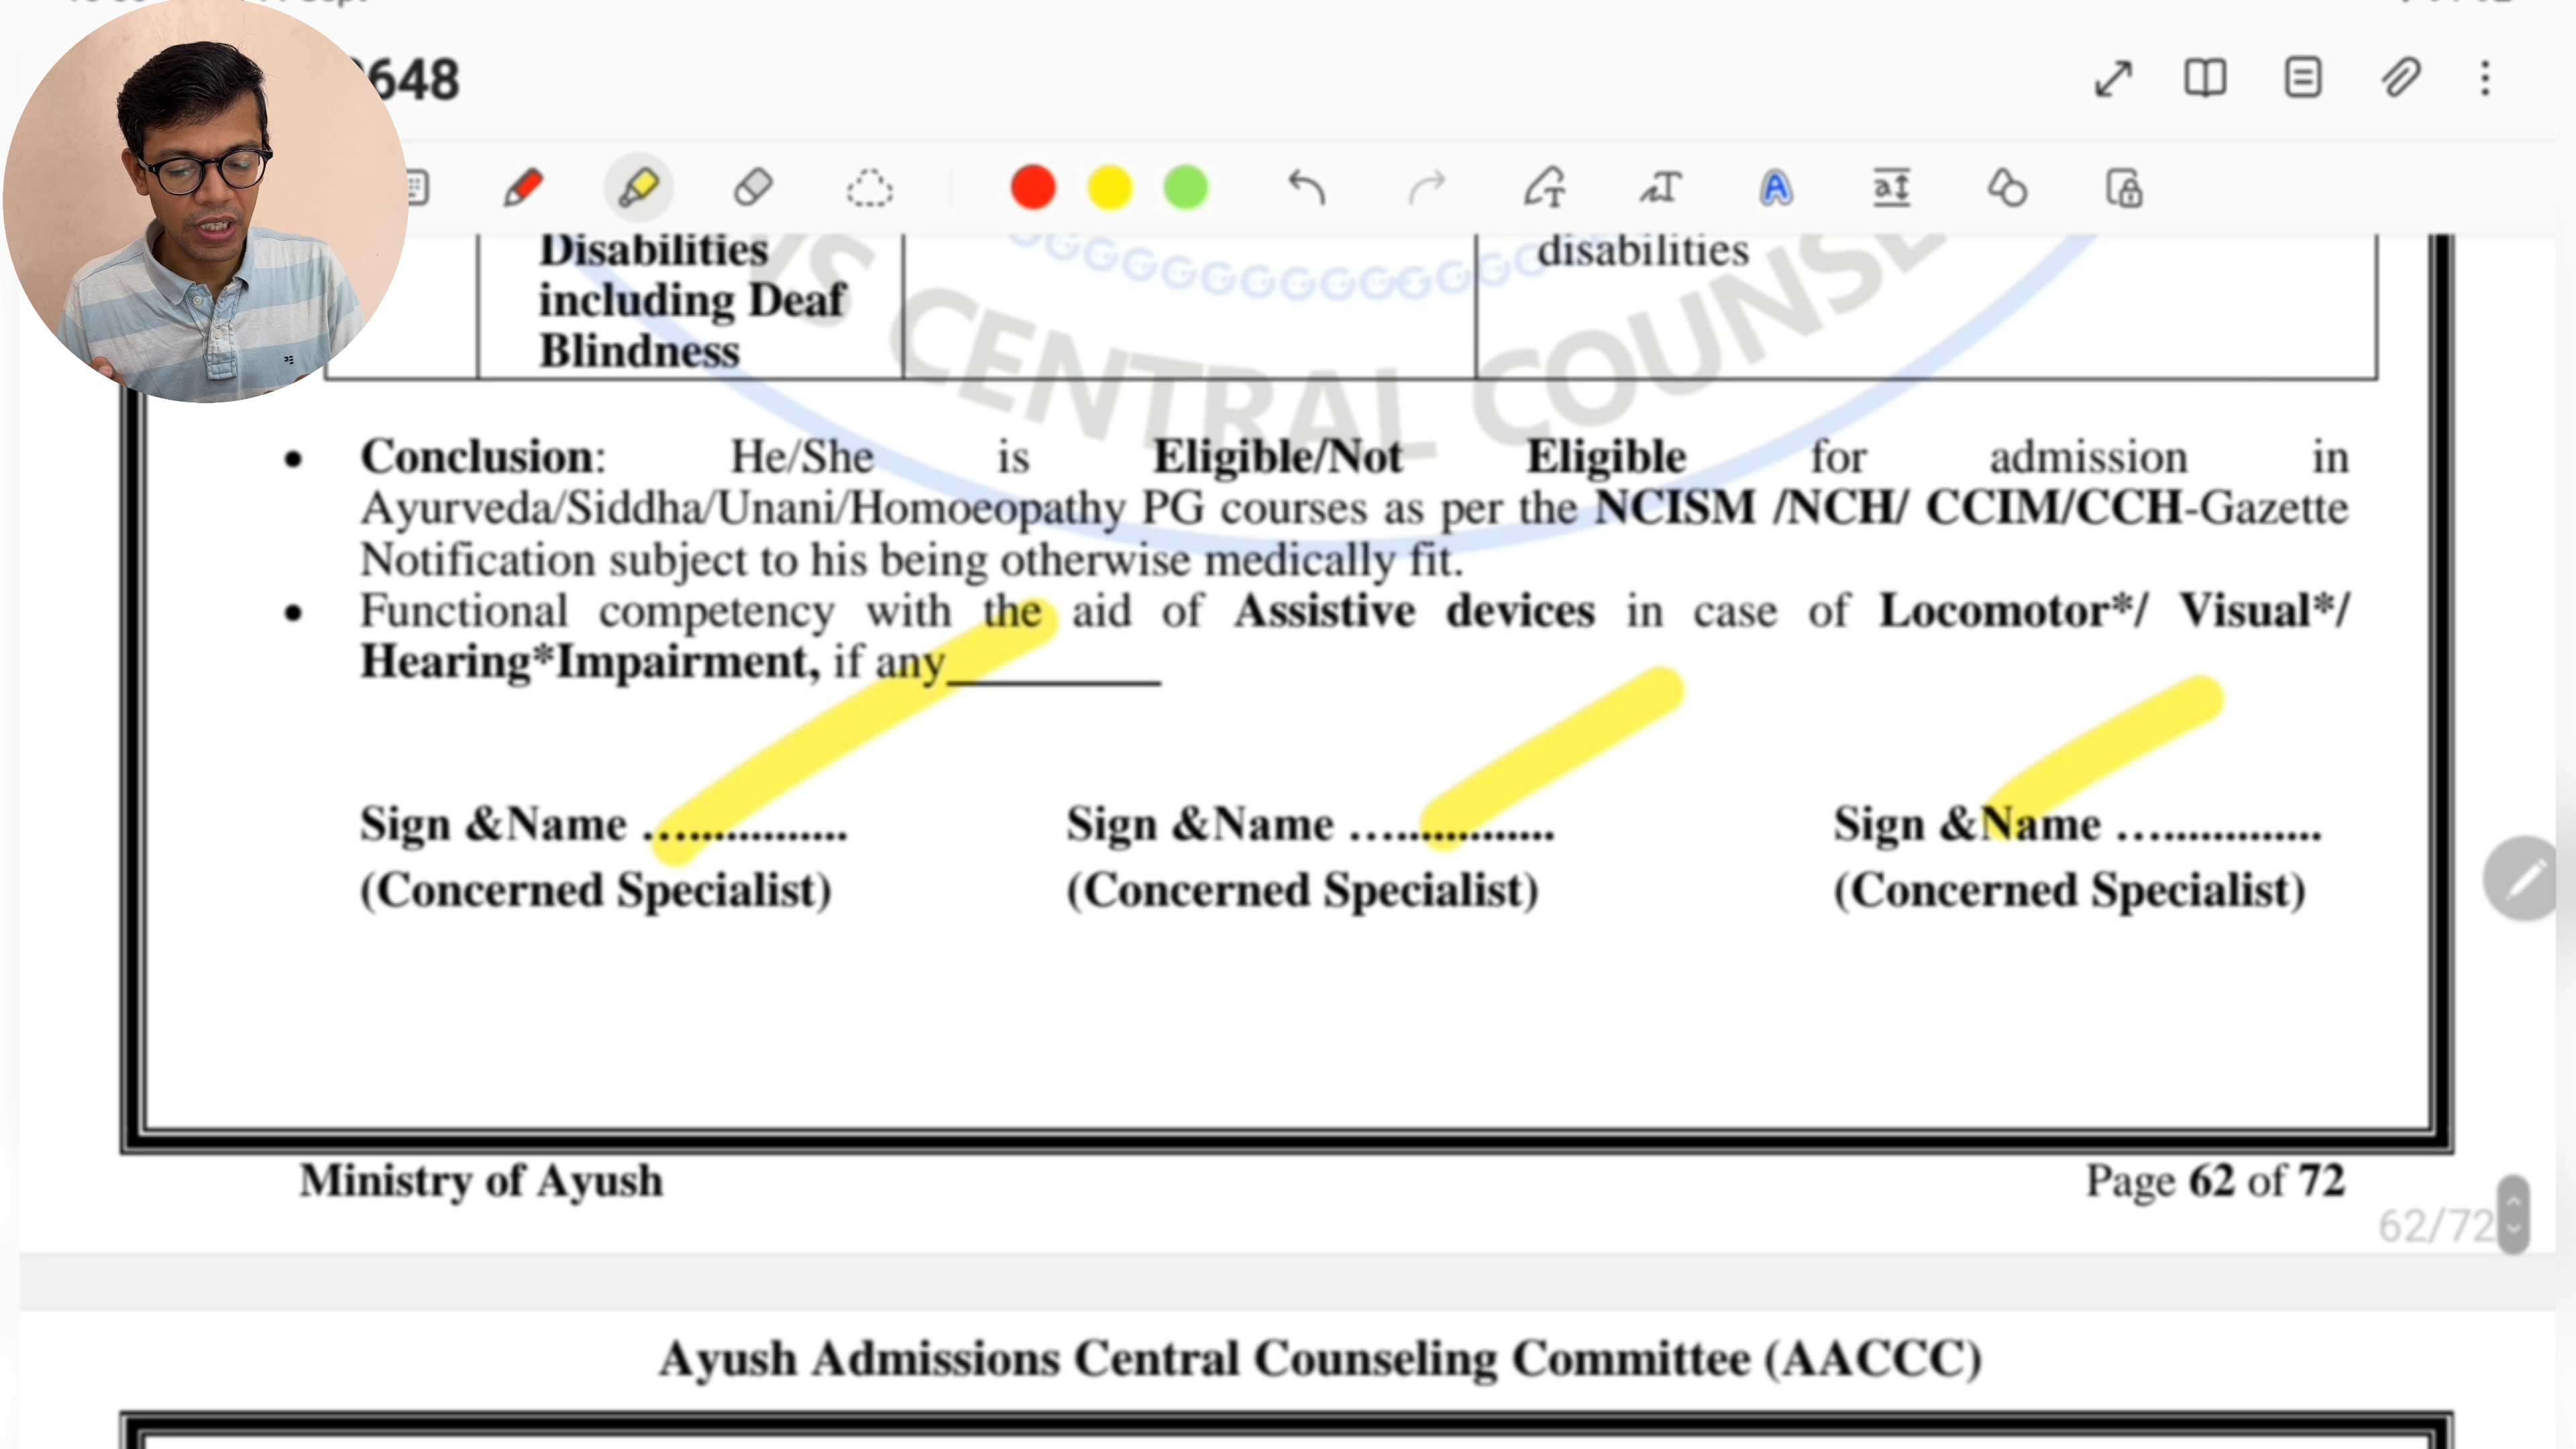 648
Disabilities
including Deaf
Blindness
disabilities
S CENTRAL COUNSE
• Conclusion: He/She is Eligible/Not Eligible for admission in
Ayurveda/Siddha/Unani/Homoeopathy PG courses as per the NCISM /NCH/ CCIM/CCH-Gazette
Notification subject to his being otherwise medically fit.
• Functional competency with the aid of Assistive devices in case of Locomotor*/ Visual*/
Hearing*Impairment, if any_________
Sign &Name ................ Sign &Name ................ Sign &Name ................
(Concerned Specialist) (Concerned Specialist) (Concerned Specialist)
Ministry of Ayush Page 62 of 72
62/72
Ayush Admissions Central Counseling Committee (AACCC)